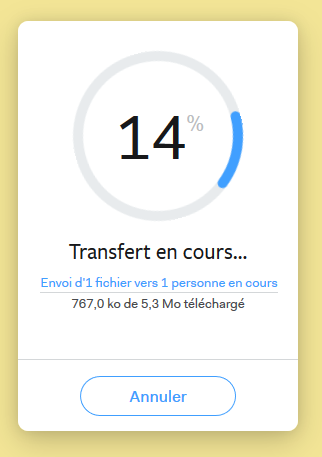 14%
Transfert en cours...
Envoi d'1 fichier vers 1 personne en cours
767,0 ko de 5,3 Mo téléchargé
Annuler